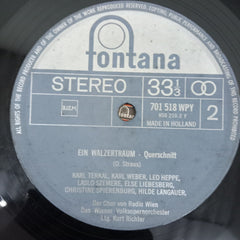 fontana
STEREO 33 1/3 2
701 518 WPY
MADE IN HOLLAND
EIN WALZERTRAUM - Querschnitt
(O. Straus)
KARL TERKAL, KARL WEBER, LEO HEPPE,
LASLO SZEMERE, ELSE LIEBESBERG,
CHRISTINE SPIERENBURG, HILDE LANGAUER,
Der Chor von Radio Wien
Das Wiener Volksopernorchester
Ltg. Kurt Richter